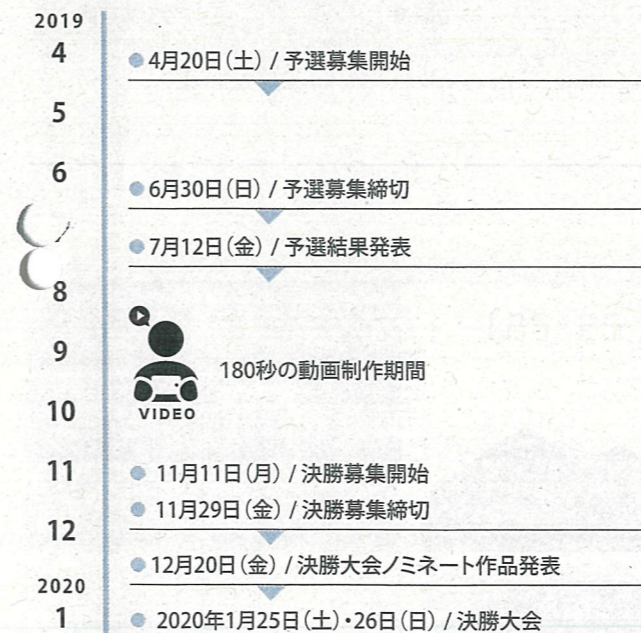 2019
4
4月20日(土) / 予選募集開始
5
6
6月30日(日) / 予選募集締切
7月12日(金) / 予選結果発表
8
9
180秒の動画制作期間
VIDEO
10
11
11月11日(月) / 決勝募集開始
11月29日(金) / 決勝募集締切
12
12月20日(金) / 決勝大会ノミネート作品発表
2020
1
2020年1月25日(土)・26日(日) / 決勝大会